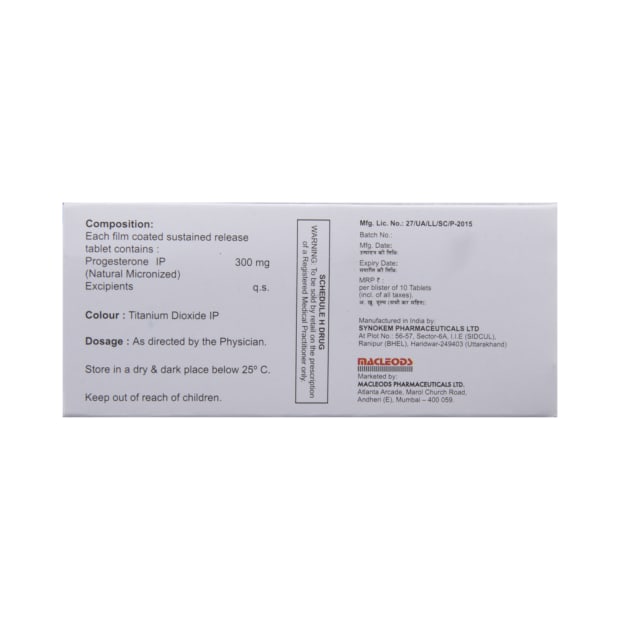 Composition:
Each film coated sustained release
tablet contains :
Progesterone IP 300 mg
(Natural Micronized)
Excipients q.s.
Colour : Titanium Dioxide IP
Dosage : As directed by the Physician.
Store in a dry & dark place below 25° C.
Keep out of reach of children.
SCHEDULE H DRUG
WARNING: To be sold by retail on the prescription
of a Registered Medical Practitioner only.
Mfg. Lic. No.: 27/UA/LL/SC/P-2015
Batch No.:
Mfg. Date:
उत्पादन की तिथि:
Expiry Date:
समाप्ति की तिथि:
MRP ₹ :
per blister of 10 Tablets
(incl. of all taxes).
अ. खु. मूल्य (सभी कर सहित)
Manufactured in India by:
SYNOKEM PHARMACEUTICALS LTD
At Plot No : 56-57, Sector-6A, I.I.E (SIDCUL),
Ranipur (BHEL), Haridwar-249403 (Uttarakhand)
MACLEODS
Marketed by:
MACLEODS PHARMACEUTICALS LTD.
Atlanta Arcade, Marol Church Road,
Andheri (E), Mumbai – 400 059.